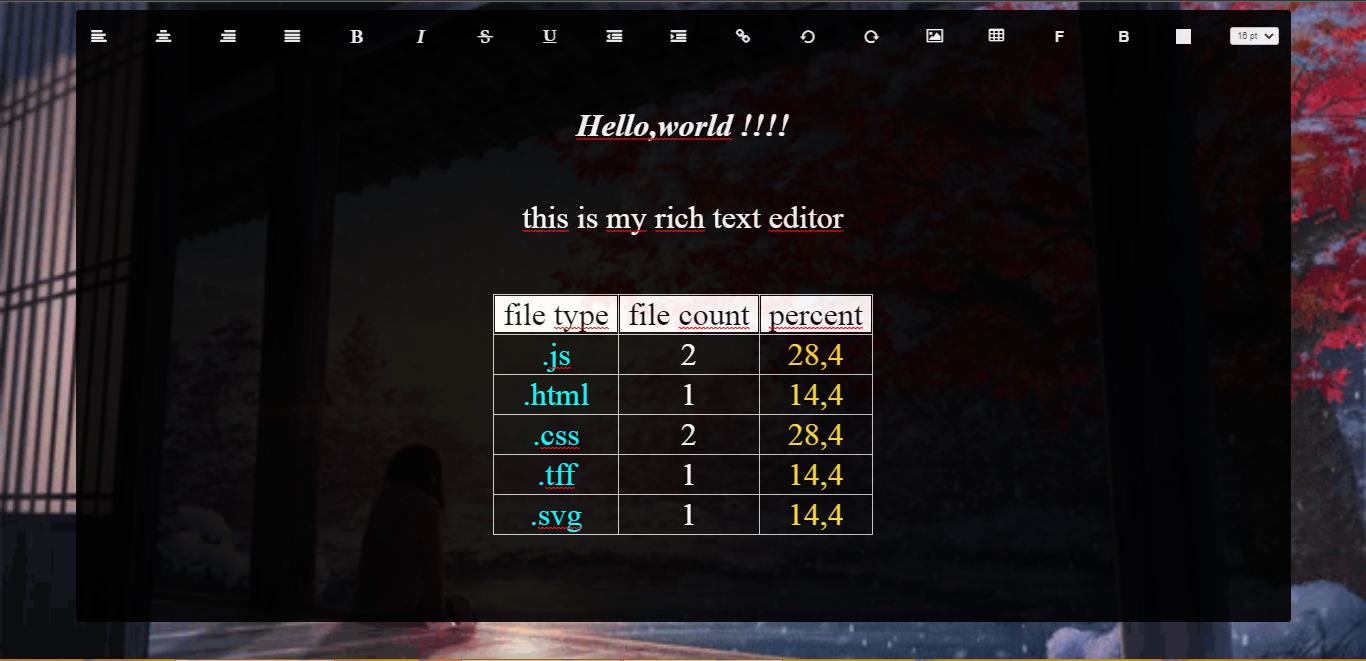 B I S U F B 16 pt
Hello,world !!!!
this is my rich text editor
file type file count percent
.js 2 28,4
.html 1 14,4
.css 2 28,4
.tff 1 14,4
.svg 1 14,4